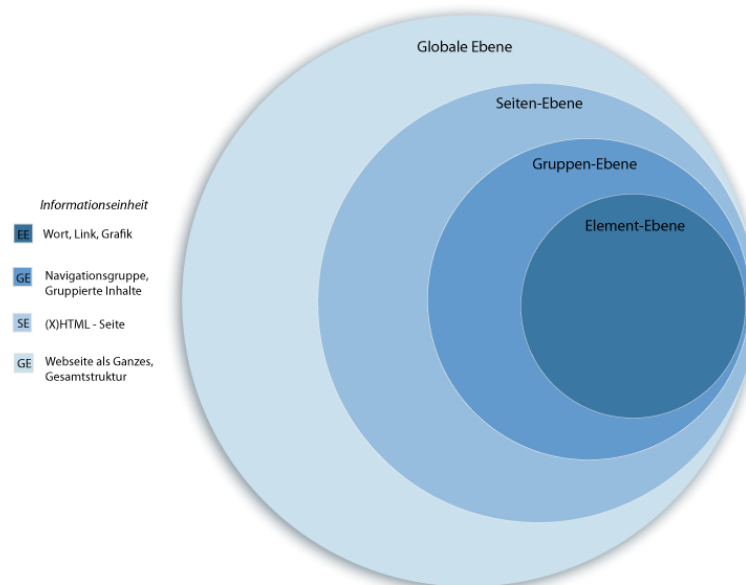 Globale Ebene
Seiten-Ebene
Gruppen-Ebene
Element-Ebene
Informationseinheit
EE Wort, Link, Grafik
GE Navigationsgruppe,
Gruppierte Inhalte
SE (X)HTML - Seite
GE Webseite als Ganzes,
Gesamtstruktur